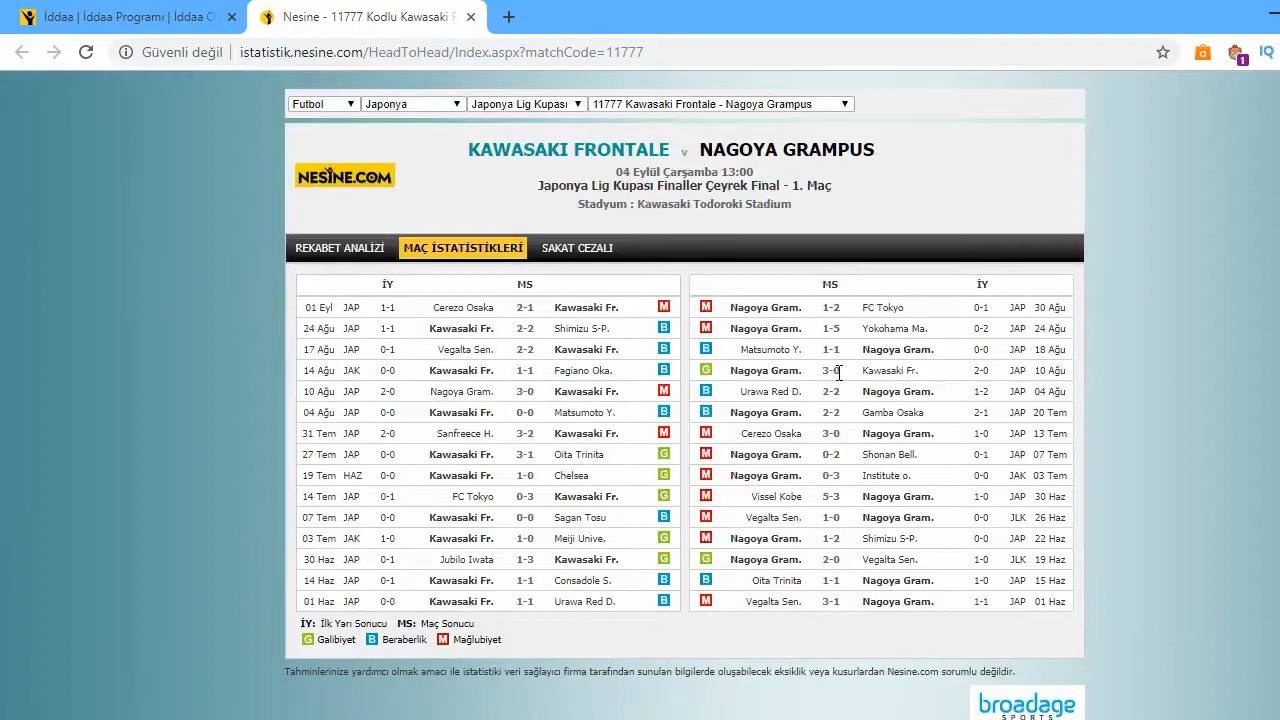 İddaa | İddaa Programı | İddaa O
Nesine - 11777 Kodlu Kawasaki F
Güvenli değil
istatistik.nesine.com/HeadToHead/Index.aspx?matchCode=11777
a
1
IQ
Futbol
Japonya
Japonya Lig Kupası
11777 Kawasaki Frontale - Nagoya Grampus
NESİNE.COM
KAWASAKI FRONTALE v NAGOYA GRAMPUS
04 Eylül Çarşamba 13:00
Japonya Lig Kupası Finaller Çeyrek Final - 1. Maç
Stadyum : Kawasaki Todoroki Stadium
REKABET ANALİZİ MAÇ İSTATİSTİKLERİ SAKAT CEZALI
İY MS
01 Eyl JAP 1-1 Cerezo Osaka 2-1 Kawasaki Fr. M
24 Ağu JAP 1-1 Kawasaki Fr. 2-2 Shimizu S-P. B
17 Ağu JAP 0-1 Vegalta Sen. 2-2 Kawasaki Fr. B
14 Ağu JAK 0-0 Kawasaki Fr. 1-1 Fagiano Oka. B
10 Ağu JAP 2-0 Nagoya Gram. 3-0 Kawasaki Fr. M
04 Ağu JAP 0-0 Kawasaki Fr. 0-0 Matsumoto Y. B
31 Tem JAP 2-0 Sanfreece H. 3-2 Kawasaki Fr. M
27 Tem JAP 0-0 Kawasaki Fr. 3-1 Oita Trinita G
19 Tem HAZ 0-0 Kawasaki Fr. 1-0 Chelsea G
14 Tem JAP 0-1 FC Tokyo 0-3 Kawasaki Fr. G
07 Tem JAP 0-0 Kawasaki Fr. 0-0 Sagan Tosu B
03 Tem JAK 1-0 Kawasaki Fr. 1-0 Meiji Unive. G
30 Haz JAP 0-1 Jubilo Iwata 1-3 Kawasaki Fr. G
14 Haz JAP 0-1 Kawasaki Fr. 1-1 Consadole S. B
01 Haz JAP 0-0 Kawasaki Fr. 1-1 Urawa Red D. B
MS İY
M Nagoya Gram. 1-2 FC Tokyo 0-1 JAP 30 Ağu
M Nagoya Gram. 1-5 Yokohama Ma. 0-2 JAP 24 Ağu
B Matsumoto Y. 1-1 Nagoya Gram. 0-0 JAP 18 Ağu
G Nagoya Gram. 3-0 Kawasaki Fr. 2-0 JAP 10 Ağu
B Urawa Red D. 2-2 Nagoya Gram. 1-2 JAP 04 Ağu
B Nagoya Gram. 2-2 Gamba Osaka 2-1 JAP 20 Tem
M Cerezo Osaka 3-0 Nagoya Gram. 1-0 JAP 13 Tem
M Nagoya Gram. 0-2 Shonan Bell. 0-1 JAP 07 Tem
M Nagoya Gram. 0-3 Institute o. 0-0 JAK 03 Tem
M Vissel Kobe 5-3 Nagoya Gram. 1-0 JAP 30 Haz
M Vegalta Sen. 1-0 Nagoya Gram. 0-0 JLK 26 Haz
M Nagoya Gram. 1-2 Shimizu S-P. 0-0 JAP 22 Haz
G Nagoya Gram. 2-0 Vegalta Sen. 1-0 JLK 19 Haz
B Oita Trinita 1-1 Nagoya Gram. 0-0 JAP 15 Haz
M Vegalta Sen. 3-1 Nagoya Gram. 1-1 JAP 01 Haz
İY: İlk Yarı Sonucu MS: Maç Sonucu
G Galibiyet B Beraberlik M Mağlubiyet
Tahminlerinize yardımcı olmak amacı ile istatistiki veri sağlayıcı firma tarafından sunulan bilgilerde oluşabilecek eksiklik veya kusurlardan Nesine.com sorumlu değildir.
broadage
SPORTS